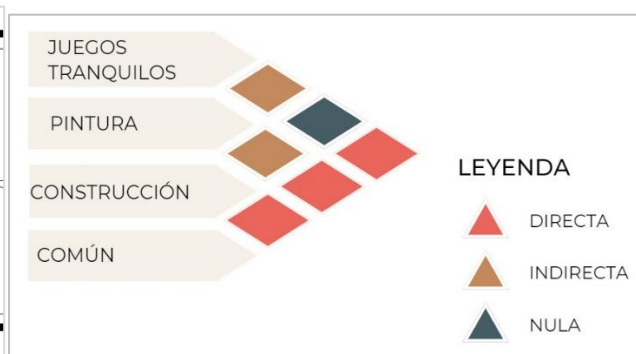 JUEGOS
TRANQUILOS
PINTURA
CONSTRUCCIÓN
COMÚN
LEYENDA
DIRECTA
INDIRECTA
NULA